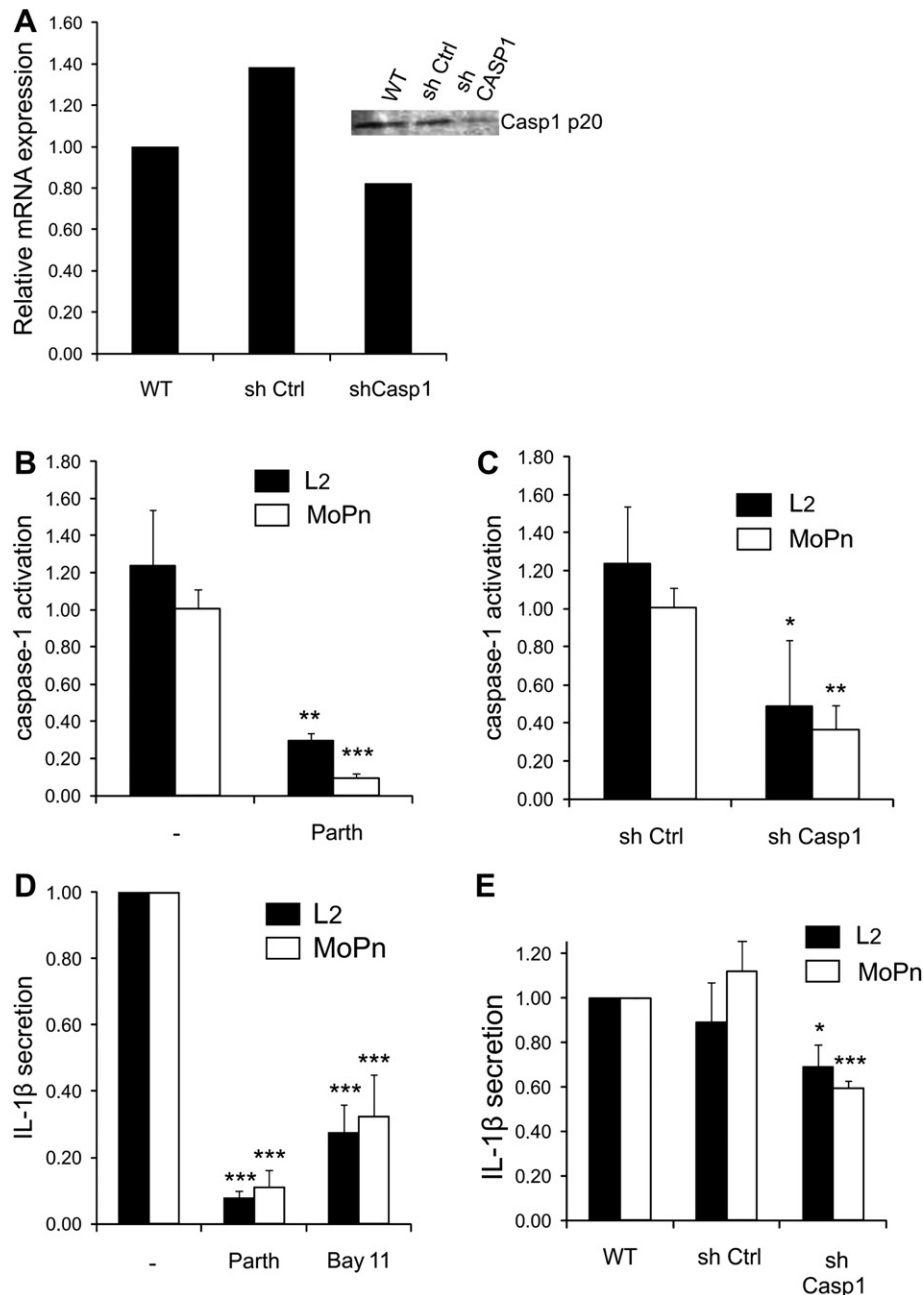 A
Relative mRNA expression
1.60
1.40
1.20
1.00
0.80
0.60
0.40
0.20
0.00
WT
sh Ctrl
shCasp1
WT
sh Ctrl
sh
CASP1
Casp1 p20
B
caspase-1 activation
1.80
1.60
1.40
1.20
1.00
0.80
0.60
0.40
0.20
0.00
L2
MoPn
**
***
-
Parth
C
caspase-1 activation
1.80
1.60
1.40
1.20
1.00
0.80
0.60
0.40
0.20
0.00
L2
MoPn
*
**
sh Ctrl
sh Casp1
D
IL-1β secretion
1.00
0.80
0.60
0.40
0.20
0.00
L2
MoPn
***
***
***
***
-
Parth
Bay 11
E
IL-1β secretion
1.20
1.00
0.80
0.60
0.40
0.20
0.00
L2
MoPn
*
***
WT
sh Ctrl
sh
Casp1